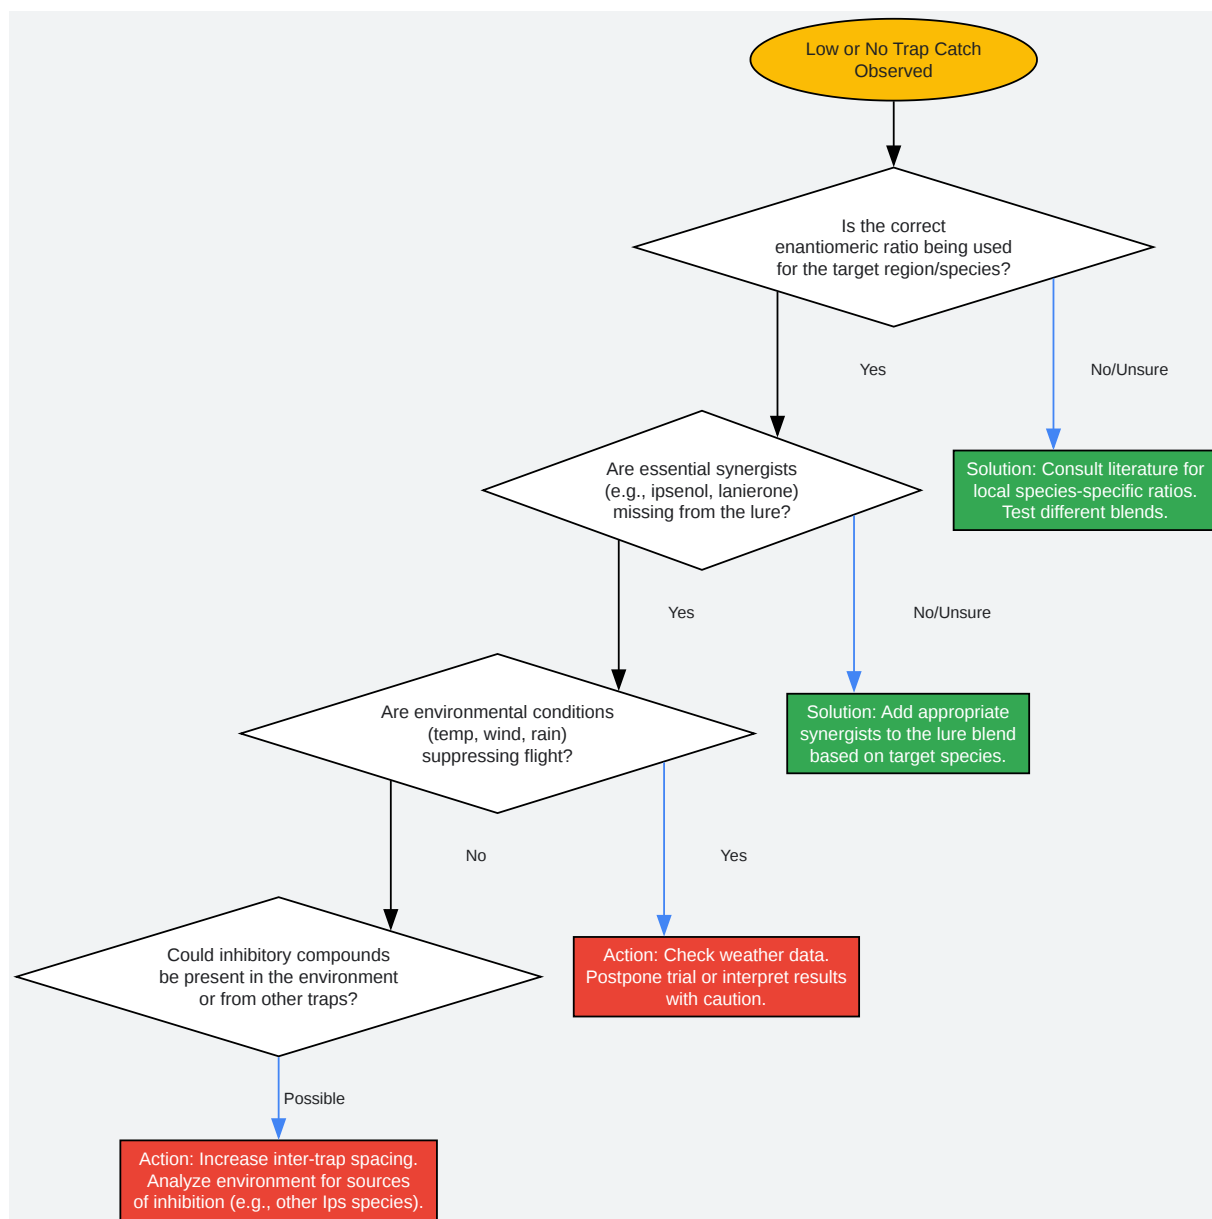 Low or No Trap Catch
Observed
Is the correct
enantiomeric ratio being used
for the target region/species?
Yes
No/Unsure
Are essential synergists
(e.g., ipsenol, lanierone)
missing from the lure?
Solution: Consult literature for
local species-specific ratios.
Test different blends.
Yes
No/Unsure
Are environmental conditions
(temp, wind, rain)
suppressing flight?
Solution: Add appropriate
synergists to the lure blend
based on target species.
No
Yes
Could inhibitory compounds
be present in the environment
or from other traps?
Action: Check weather data.
Postpone trial or interpret results
with caution.
Possible
Action: Increase inter-trap spacing.
Analyze environment for sources
of inhibition (e.g., other Ips species).